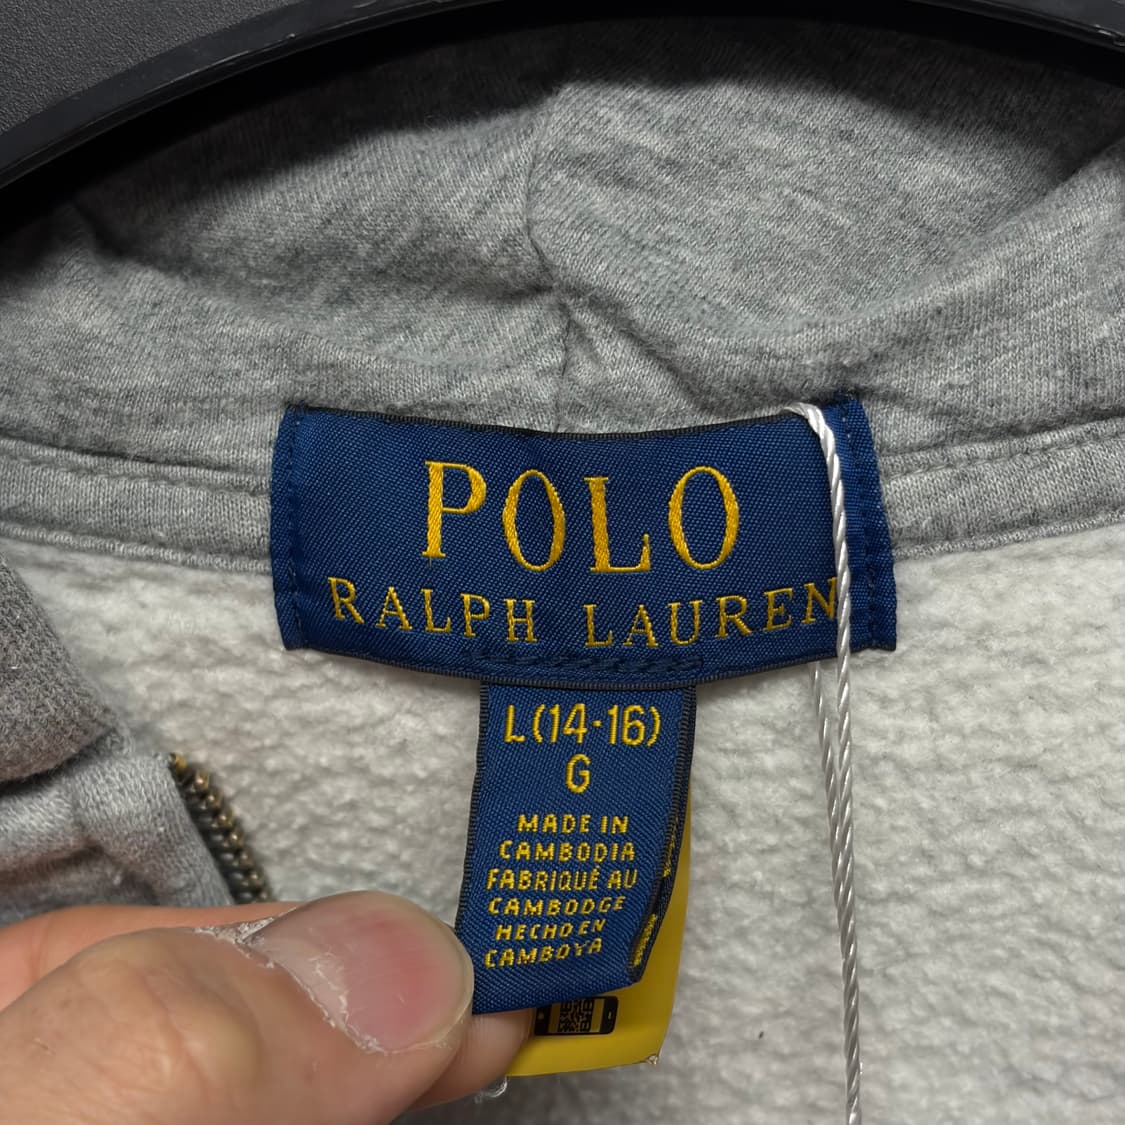 POLO
RALPH LAUREN
L(14-16)
G
MADE IN
CAMBODIA
FABRIQUÉ AU
CAMBODGE
HECHO EN
CAMBOYA